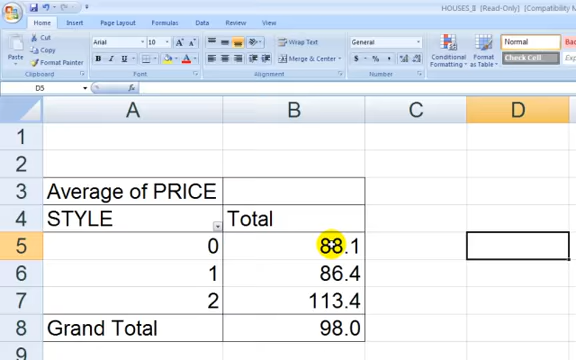 HOUSES_8 [Read-Only] [Compatibility M
Home Insert Page Layout Formulas Data Review View
Cut
Copy
Paste
Format Painter
Clipboard
Arial 10
Font
Wrap Text
Merge & Center
Alignment
General
Number
Conditional Formatting
Format as Table
Normal
Check Cell
D5
A B C D
1
2
3 Average of PRICE
4 STYLE Total
5 0 88.1
6 1 86.4
7 2 113.4
8 Grand Total 98.0
9